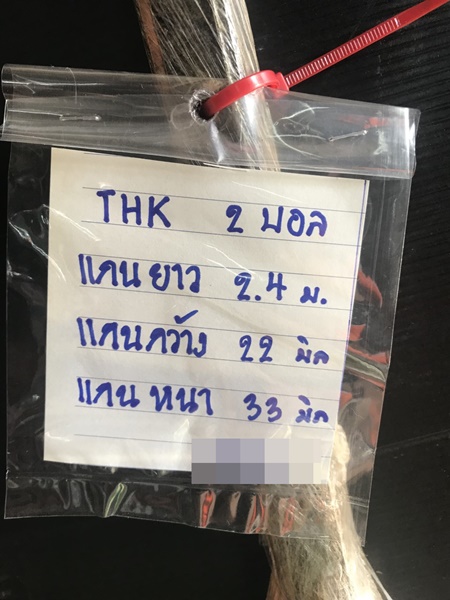 THK 2 บอล
แกนยาว 2.4 ม.
แกนกว้าง 22 มิล
แกนหนา 33 มิล